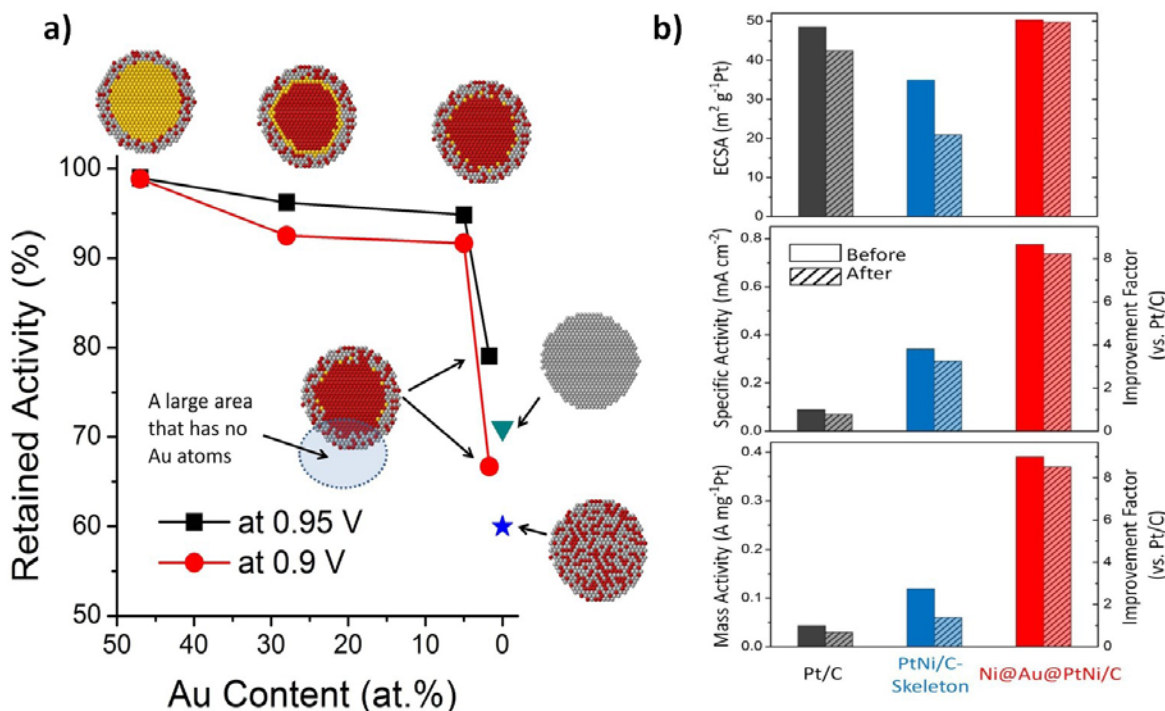 a)
100
90
80
70
60
50
Retained Activity (%)
A large area
that has no
Au atoms
at 0.95 V
at 0.9 V
50 40 30 20 10 0
Au Content (at.%)
b)
50
40
30
20
10
0
ECSA (m² g⁻¹Pt)
Before
After
0.8
0.6
0.4
0.2
0.0
Specific Activity (mA cm⁻²)
8
6
4
2
0
Improvement Factor
(vs. Pt/C)
0.4
0.3
0.2
0.1
0.0
Mass Activity (A mg⁻¹Pt)
8
6
4
2
0
Improvement Factor
(vs. Pt/C)
Pt/C
PtNi/C-
Skeleton
Ni@Au@PtNi/C